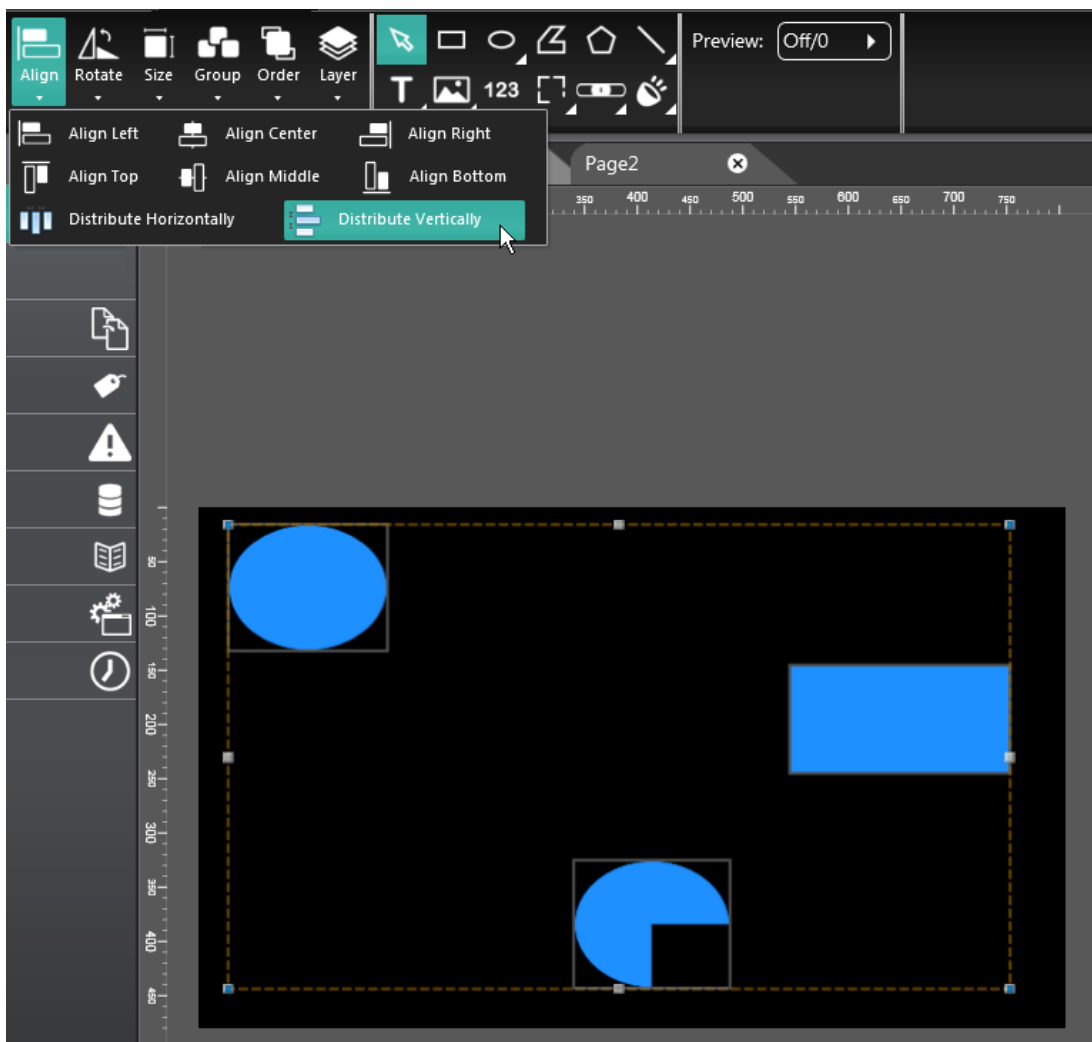 Align Rotate Size Group Order Layer
Preview: Off/0
T 123
Align Left Align Center Align Right
Align Top Align Middle Align Bottom
Distribute Horizontally Distribute Vertically
Page2
350 400 450 500 550 600 650 700 750
50
100
150
200
250
300
350
400
450